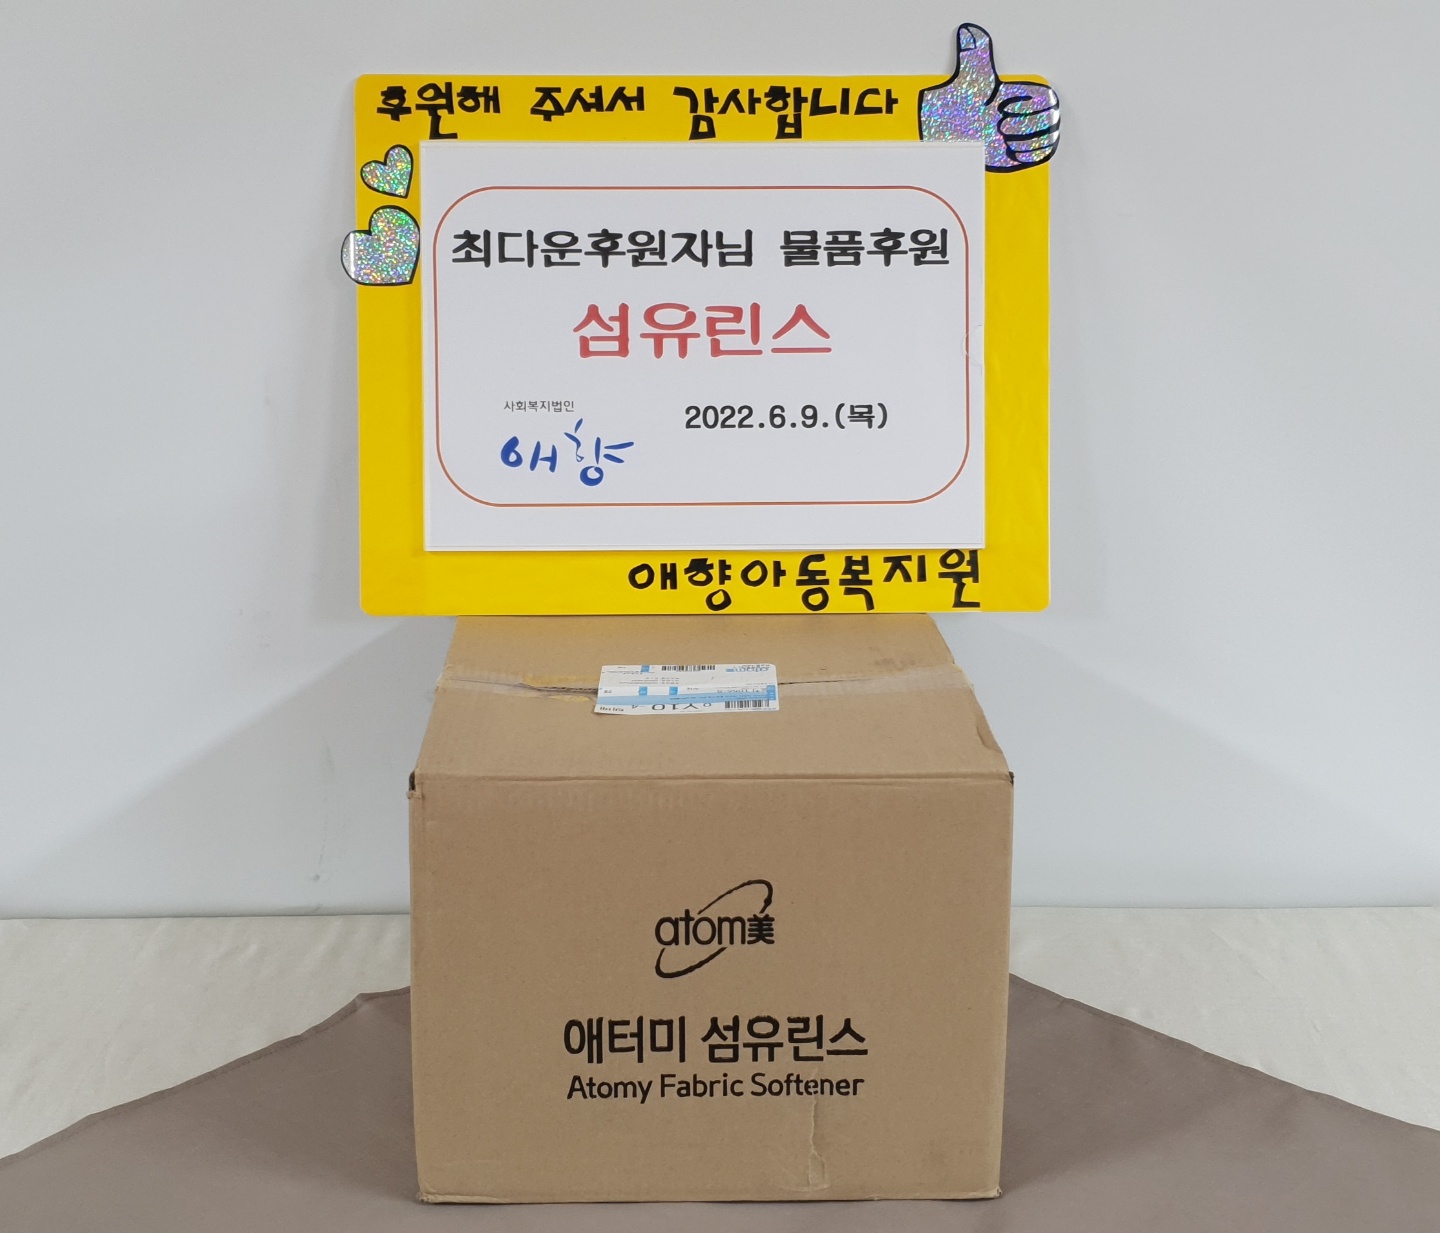 후원해 주셔서 감사합니다
최다운후원자님 물품후원
섬유린스
사회복지법인
애향
2022.6.9.(목)
애향아동복지원
atom美
애터미 섬유린스
Atomy Fabric Softener